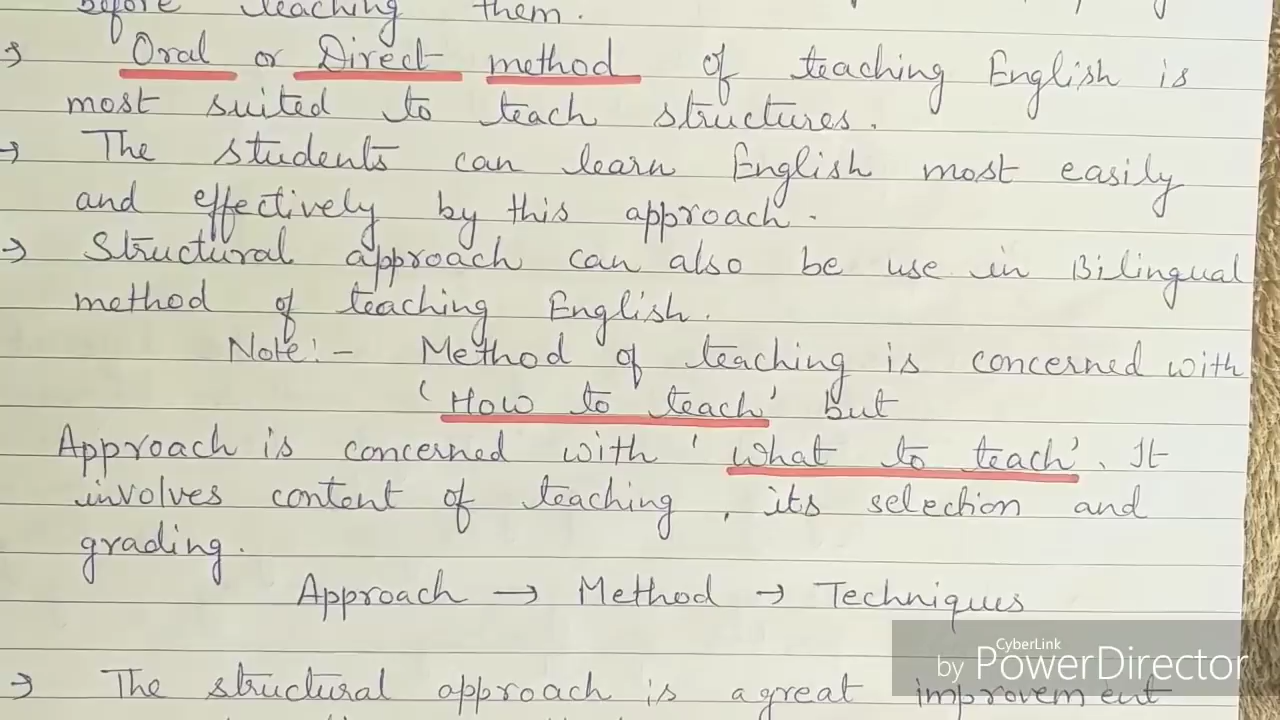 before teaching them.
→ Oral or Direct method of teaching English is
most suited to teach structures.
→ The students can learn English most easily
and effectively by this approach.
→ Structural approach can also be use in Bilingual
method of teaching English.
Note:- Method of teaching is concerned with
'How to teach' but
Approach is concerned with 'what to teach'. It
involves content of teaching, its selection and
grading.
Approach → Method → Techniques
CyberLink
by PowerDirector
→ The structural approach is a great improvement